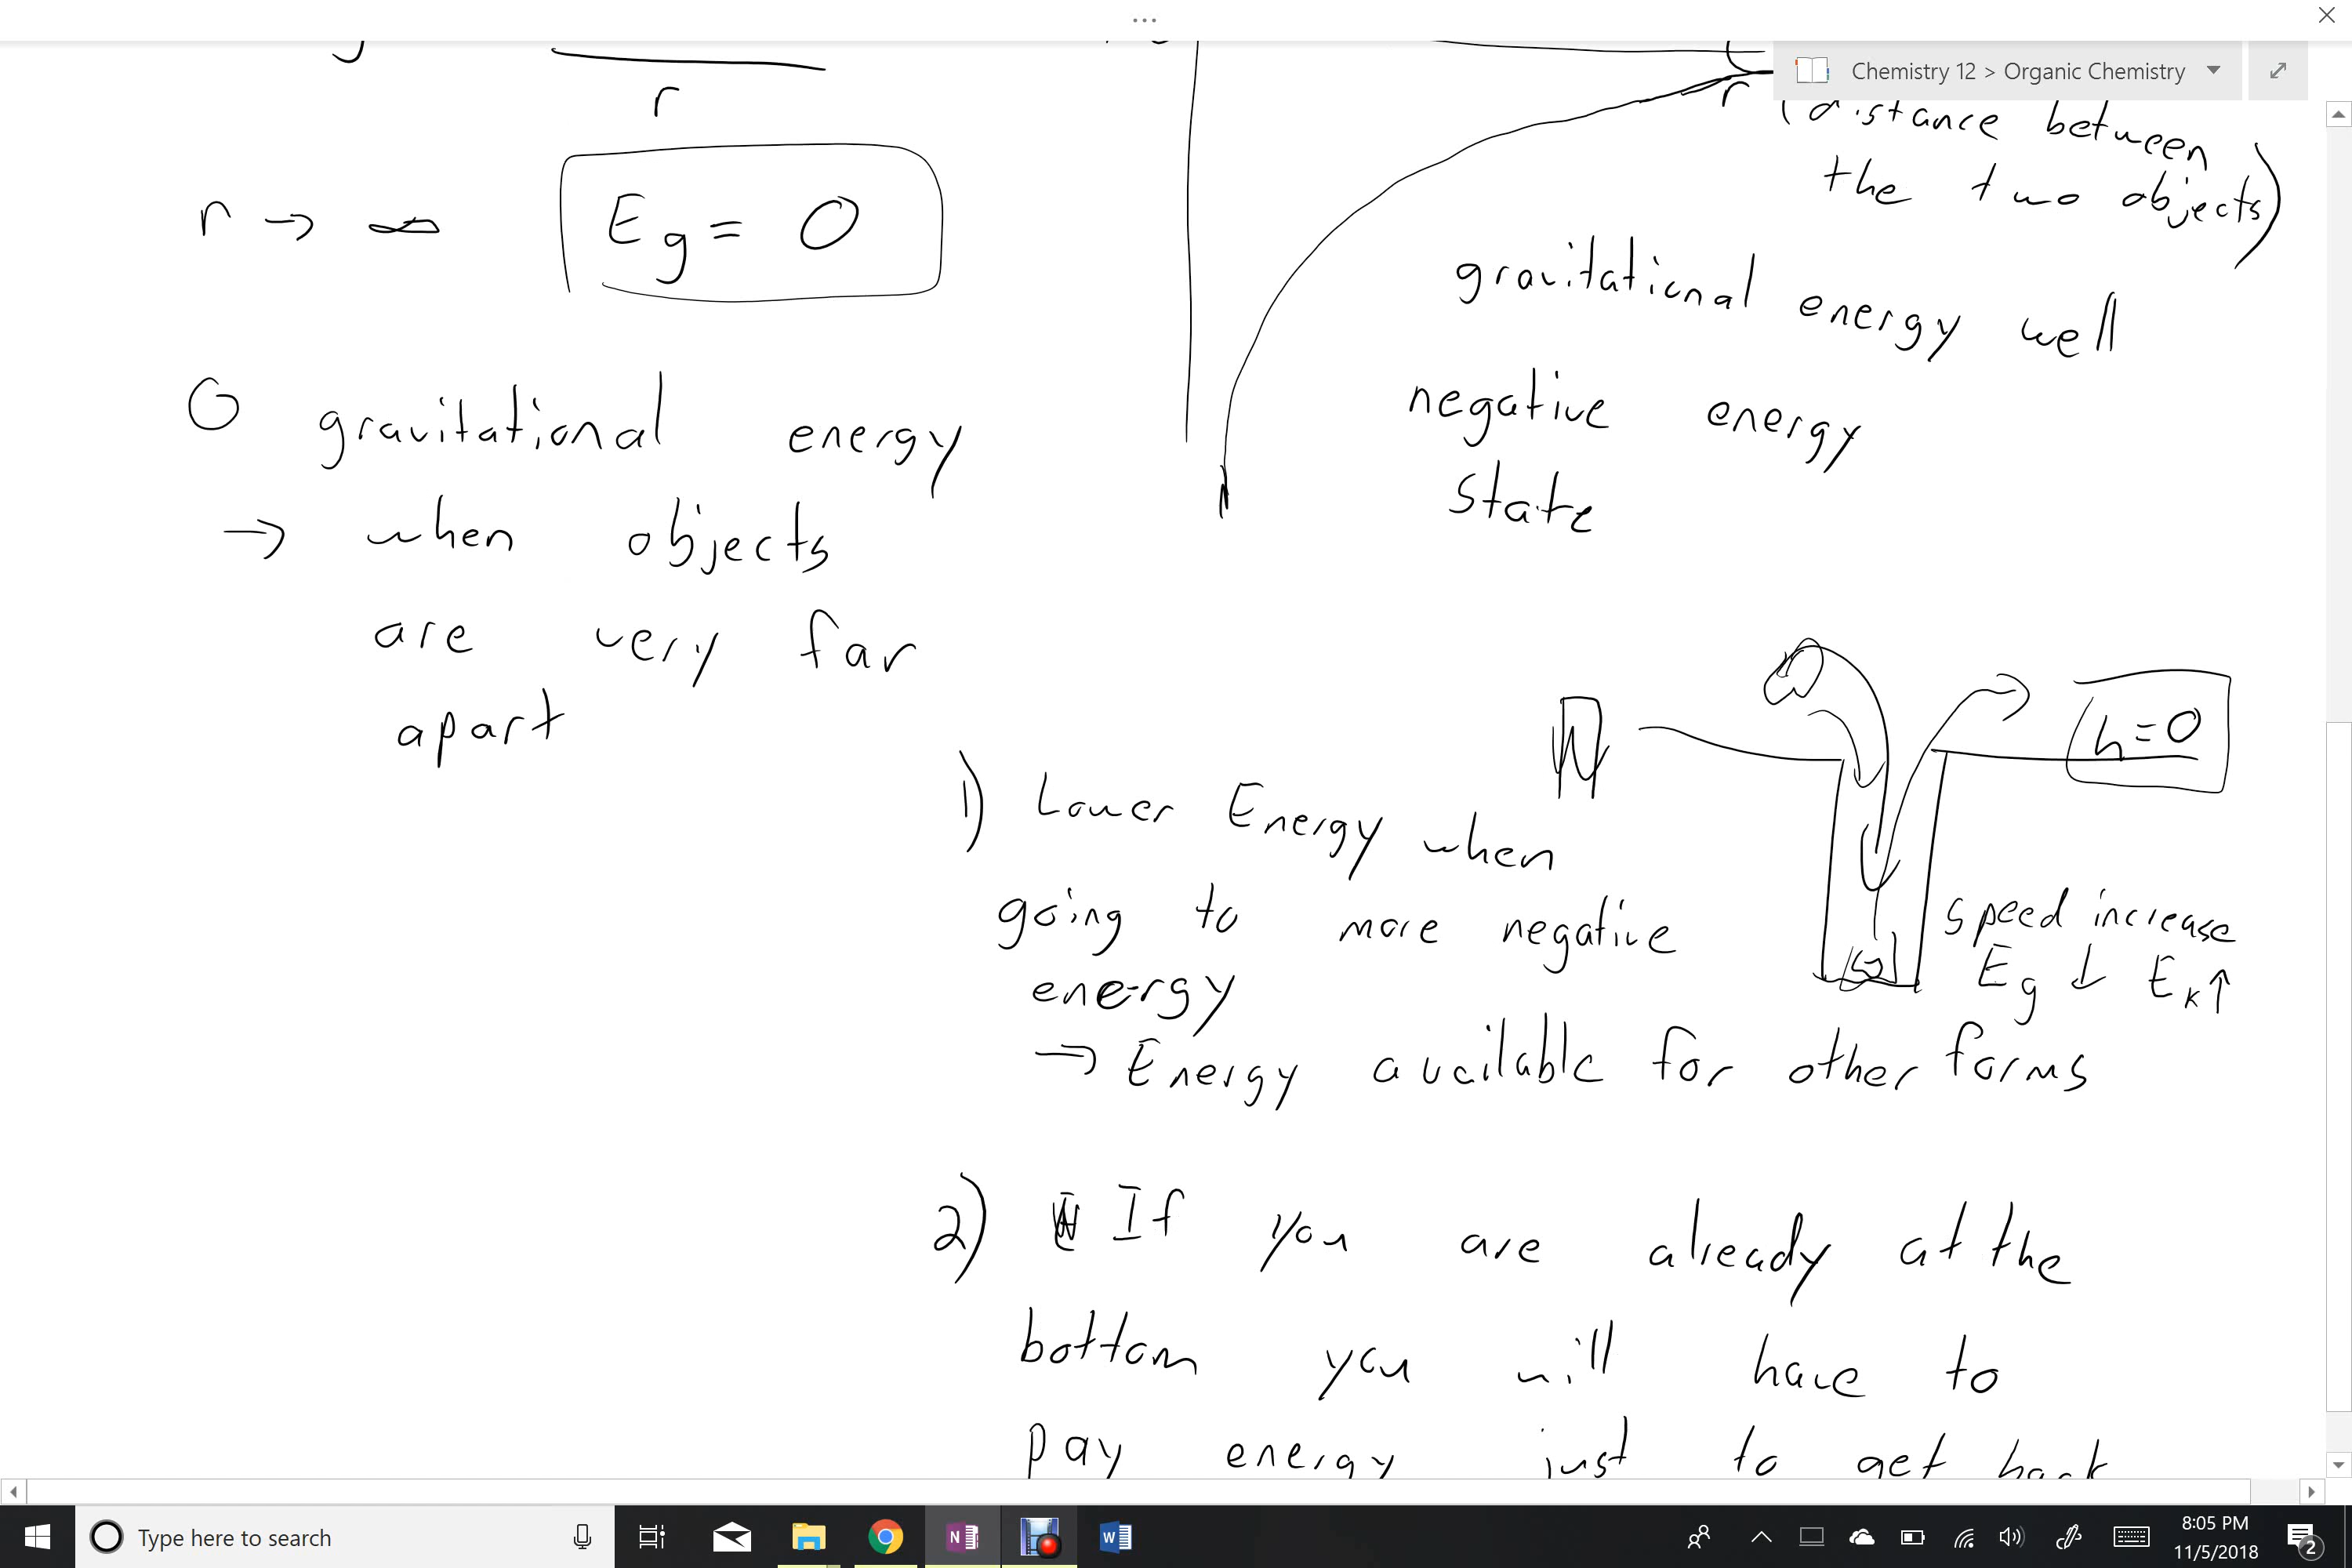 ...
Chemistry 12 > Organic Chemistry
r
r
(distance between
the two objects)
r → ∞
Eg = 0
gravitational energy well
negative energy
state
0 gravitational energy
→ when objects
are very far
apart
h=0
1) Lower Energy when
going to more negative
energy
→ Energy available for other forms
speed increase
Eg ↓ EK↑
2) If you are already at the
bottom you will have to
pay energy just to get back
Type here to search
8:05 PM
11/5/2018
2